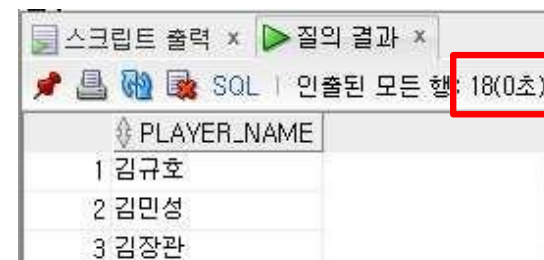 스크립트 출력 × 질의 결과 ×
SQL | 인출된 모든 행: 18(0초)
PLAYER_NAME
1 김규호
2 김민성
3 김장관